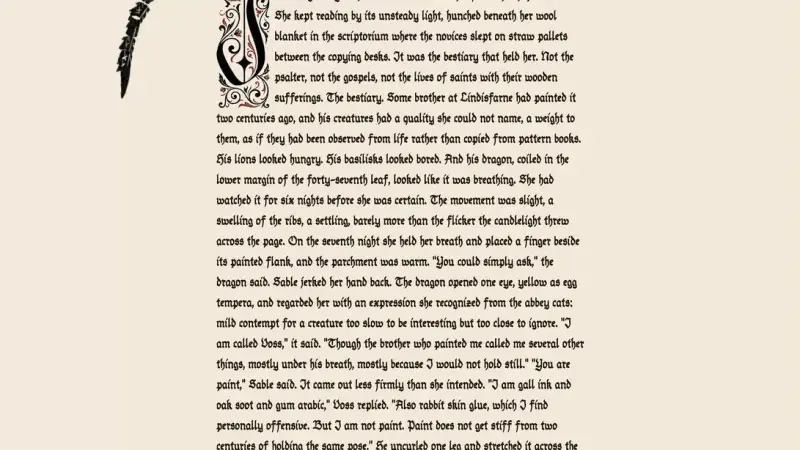 She kept reading by its unsteady light, hunched beneath her wool
blanket in the scriptorium where the novices slept on straw pallets
between the copying desks. It was the bestiary that held her. Not the
psalter, not the gospels, not the lives of saints with their wooden
sufferings. The bestiary. Some brother at Lindisfarne had painted it
two centuries ago, and his creatures had a quality she could not name, a weight to
them, as if they had been observed from life rather than copied from pattern books.
His lions looked hungry. His basilisks looked bored. And his dragon, coiled in the
lower margin of the forty-seventh leaf, looked like it was breathing. She had
watched it for six nights before she was certain. The movement was slight, a
swelling of the ribs, a settling, barely more than the flicker the candlelight threw
across the page. On the seventh night she held her breath and placed a finger beside
its painted flank, and the parchment was warm. "You could simply ask," the
dragon said. Sable jerked her hand back. The dragon opened one eye, yellow as egg
tempera, and regarded her with an expression she recognized from the abbey cats:
mild contempt for a creature too slow to be interesting but too close to ignore. "I
am called Voss," it said. "Though the brother who painted me called me several other
things, mostly under his breath, mostly because I would not hold still." "You are
paint," Sable said. It came out less firmly than she intended. "I am gall ink and
oak soot and gum arabic," Voss replied. "Also rabbit skin glue, which I find
personally offensive. But I am not paint. Paint does not get stiff from two
centuries of holding the same pose." He uncurled one leg and stretched it across the